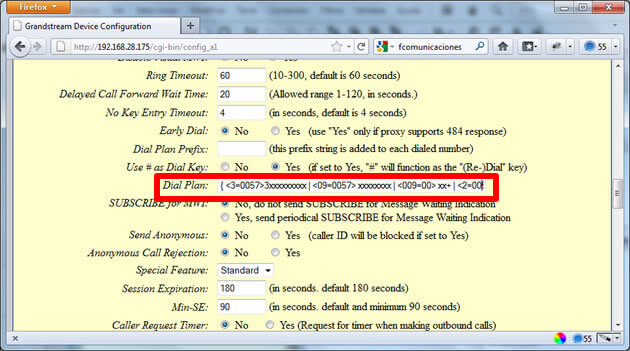 Firefox
Grandstream Device Configuration
http://192.168.28.175/cgi-bin/config_a1
fcomunicaciones
55
Ring Timeout: 60 (10-300, default is 60 seconds)
Delayed Call Forward Wait Time: 20 (Allowed range 1-120, in seconds.)
No Key Entry Timeout: 4 (in seconds, default is 4 seconds)
Early Dial: No Yes (use "Yes" only if proxy supports 484 response)
Dial Plan Prefix: (this prefix string is added to each dialed number)
Use # as Dial Key: No Yes (if set to Yes, "#" will function as the "(Re-)Dial" key)
Dial Plan: { <3=0057>3xxxxxxxxx | <09=0057> xxxxxxxx | <009=00> xx+ | <2=00
SUBSCRIBE for MWI: No, do not send SUBSCRIBE for Message Waiting Indication
Yes, send periodical SUBSCRIBE for Message Waiting Indication
Send Anonymous: No Yes (caller ID will be blocked if set to Yes)
Anonymous Call Rejection: No Yes
Special Feature: Standard
Session Expiration: 180 (in seconds. default 180 seconds)
Min-SE: 90 (in seconds. default and minimum 90 seconds)
Caller Request Timer: No Yes (Request for timer when making outbound calls)
55